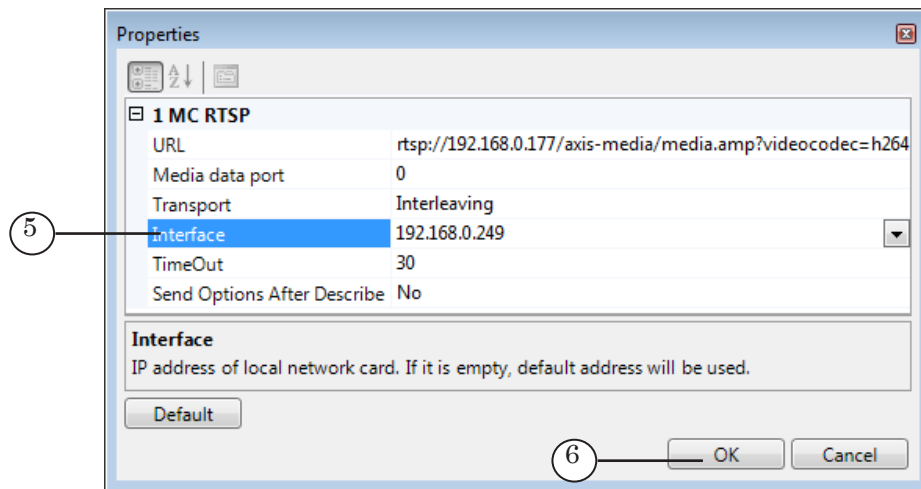 Properties
1 MC RTSP
URL rtsp://192.168.0.177/axis-media/media.amp?videocodec=h264
Media data port 0
Transport Interleaving
5
Interface 192.168.0.249
TimeOut 30
Send Options After Describe No
Interface
IP address of local network card. If it is empty, default address will be used.
Default
6
OK Cancel